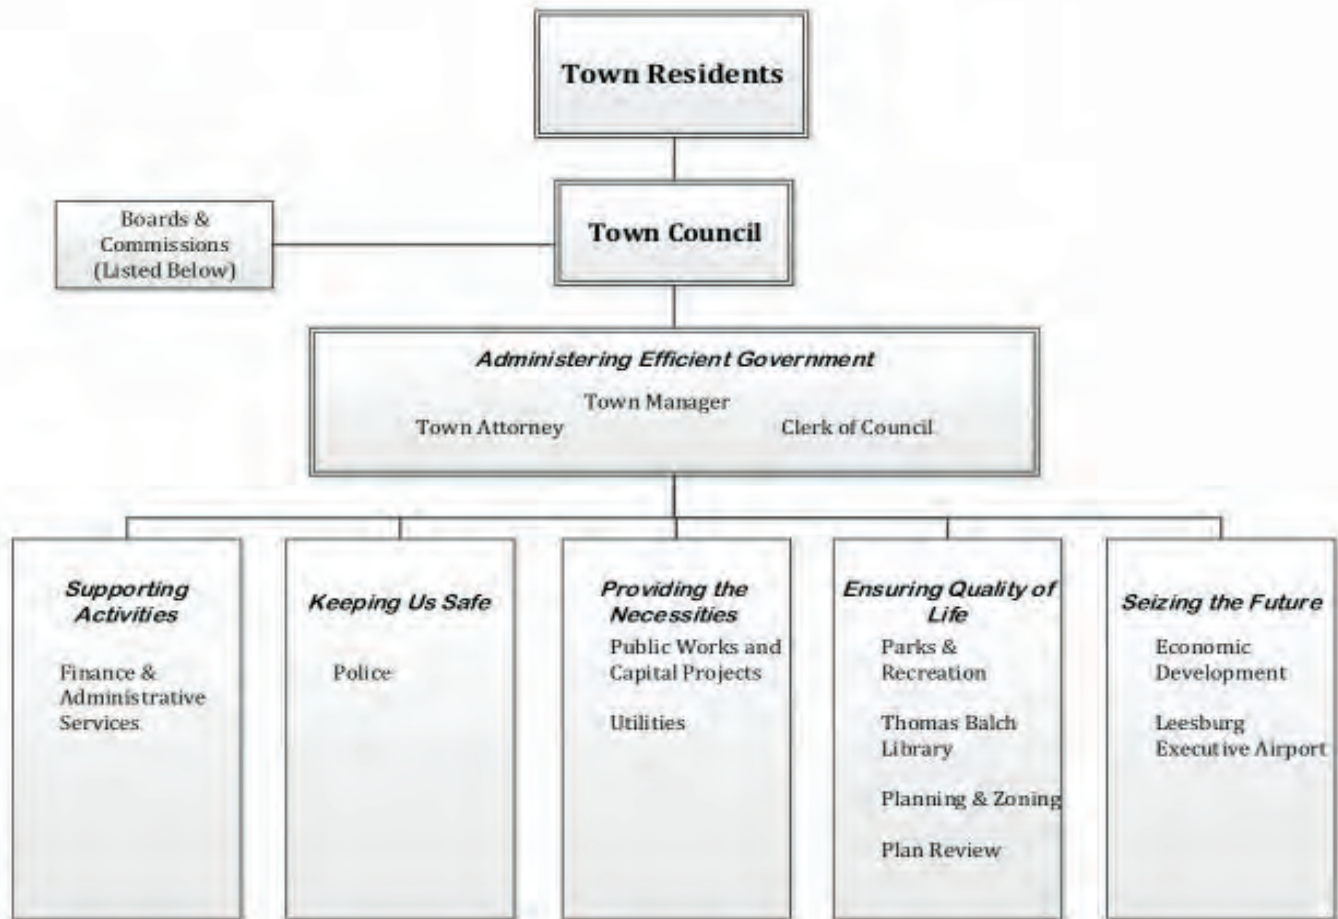 Town Residents
Boards &
Commissions
(Listed Below)
Town Council
Administering Efficient Government
Town Manager
Town Attorney
Clerk of Council
Supporting
Activities
Finance &
Administrative
Services
Keeping Us Safe
Police
Providing the
Necessities
Public Works and
Capital Projects
Utilities
Ensuring Quality of
Life
Parks &
Recreation
Thomas Balch
Library
Planning & Zoning
Plan Review
Seizing the Future
Economic
Development
Leesburg
Executive Airport